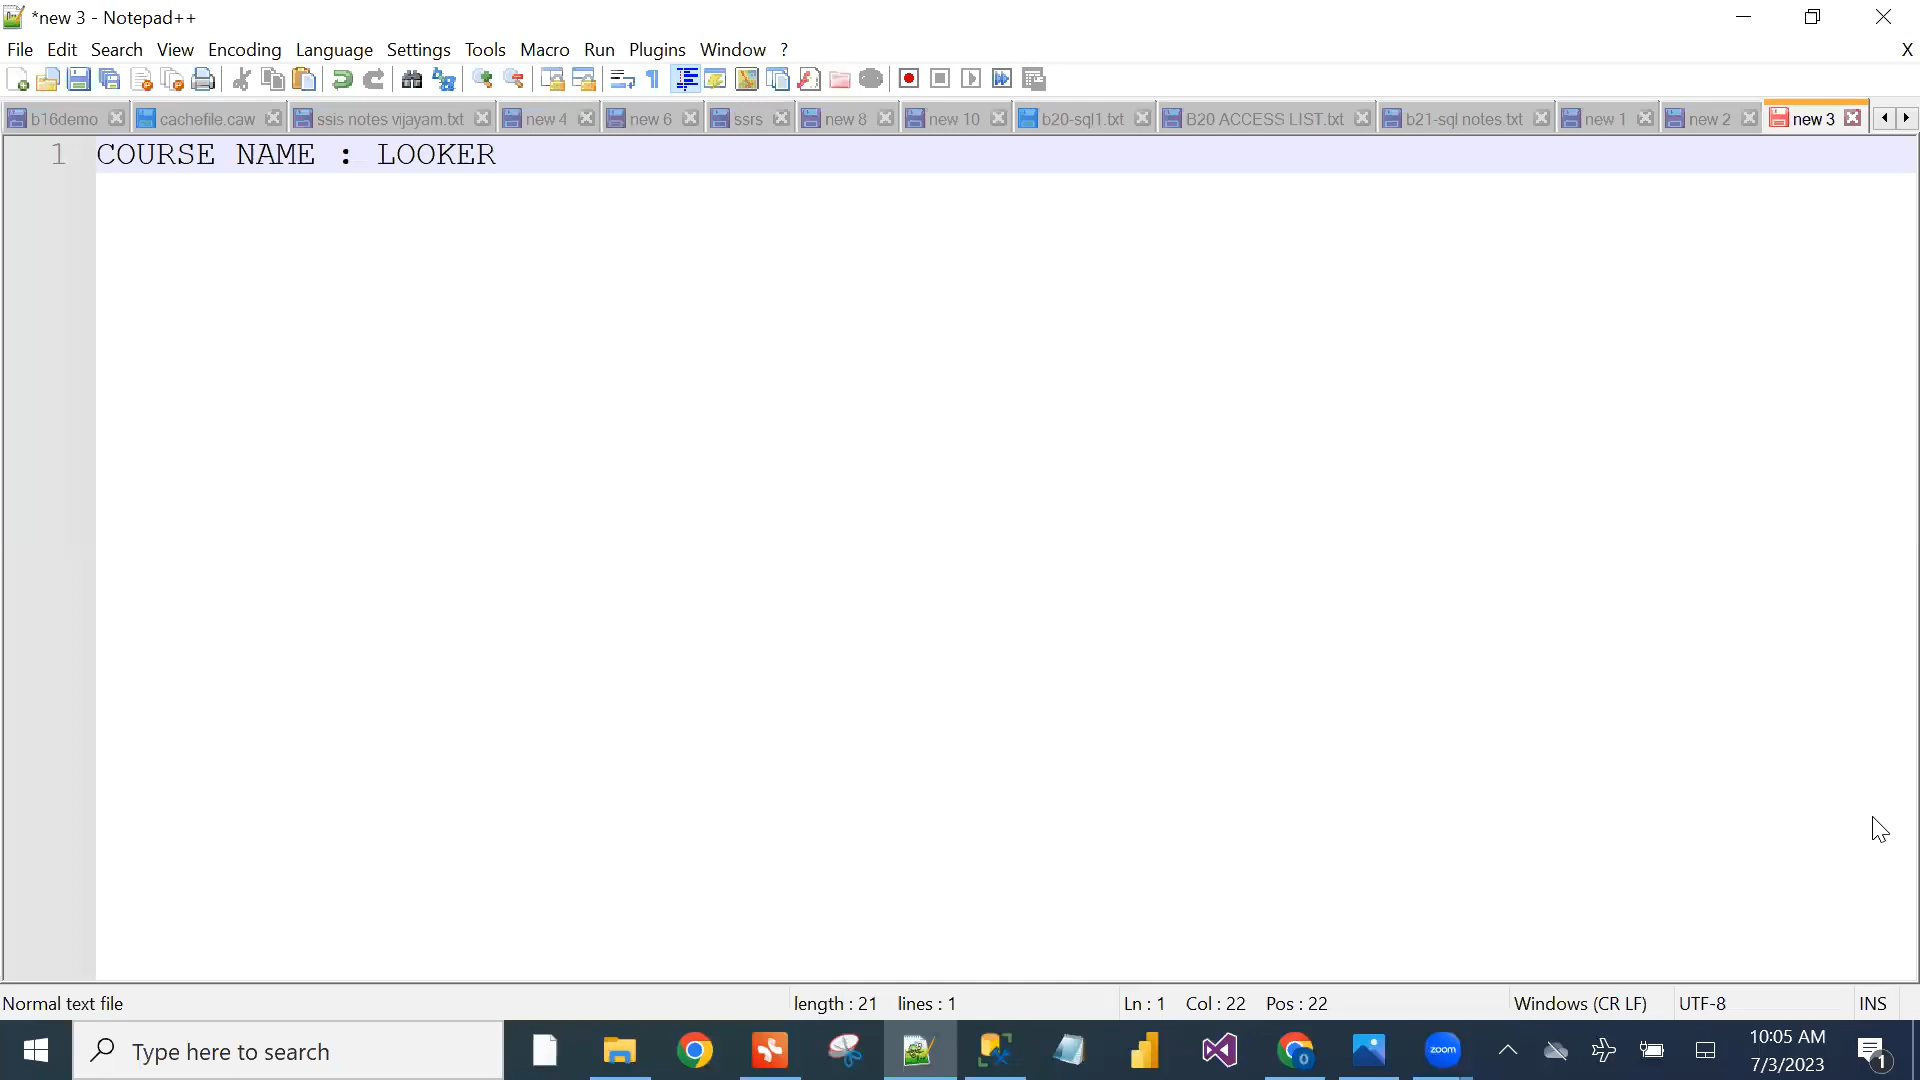 *new 3 - Notepad++
File Edit Search View Encoding Language Settings Tools Macro Run Plugins Window ? X
b16demo cachefile.caw ssis notes vijayam.txt new 4 new 6 ssrs new 8 new 10 b20-sql1.txt B20 ACCESS LIST.txt b21-sql notes.txt new 1 new 2 new 3
1 COURSE NAME : LOOKER
Normal text file length : 21 lines : 1 Ln : 1 Col : 22 Pos : 22 Windows (CR LF) UTF-8 INS
Type here to search zoom 10:05 AM
7/3/2023 1